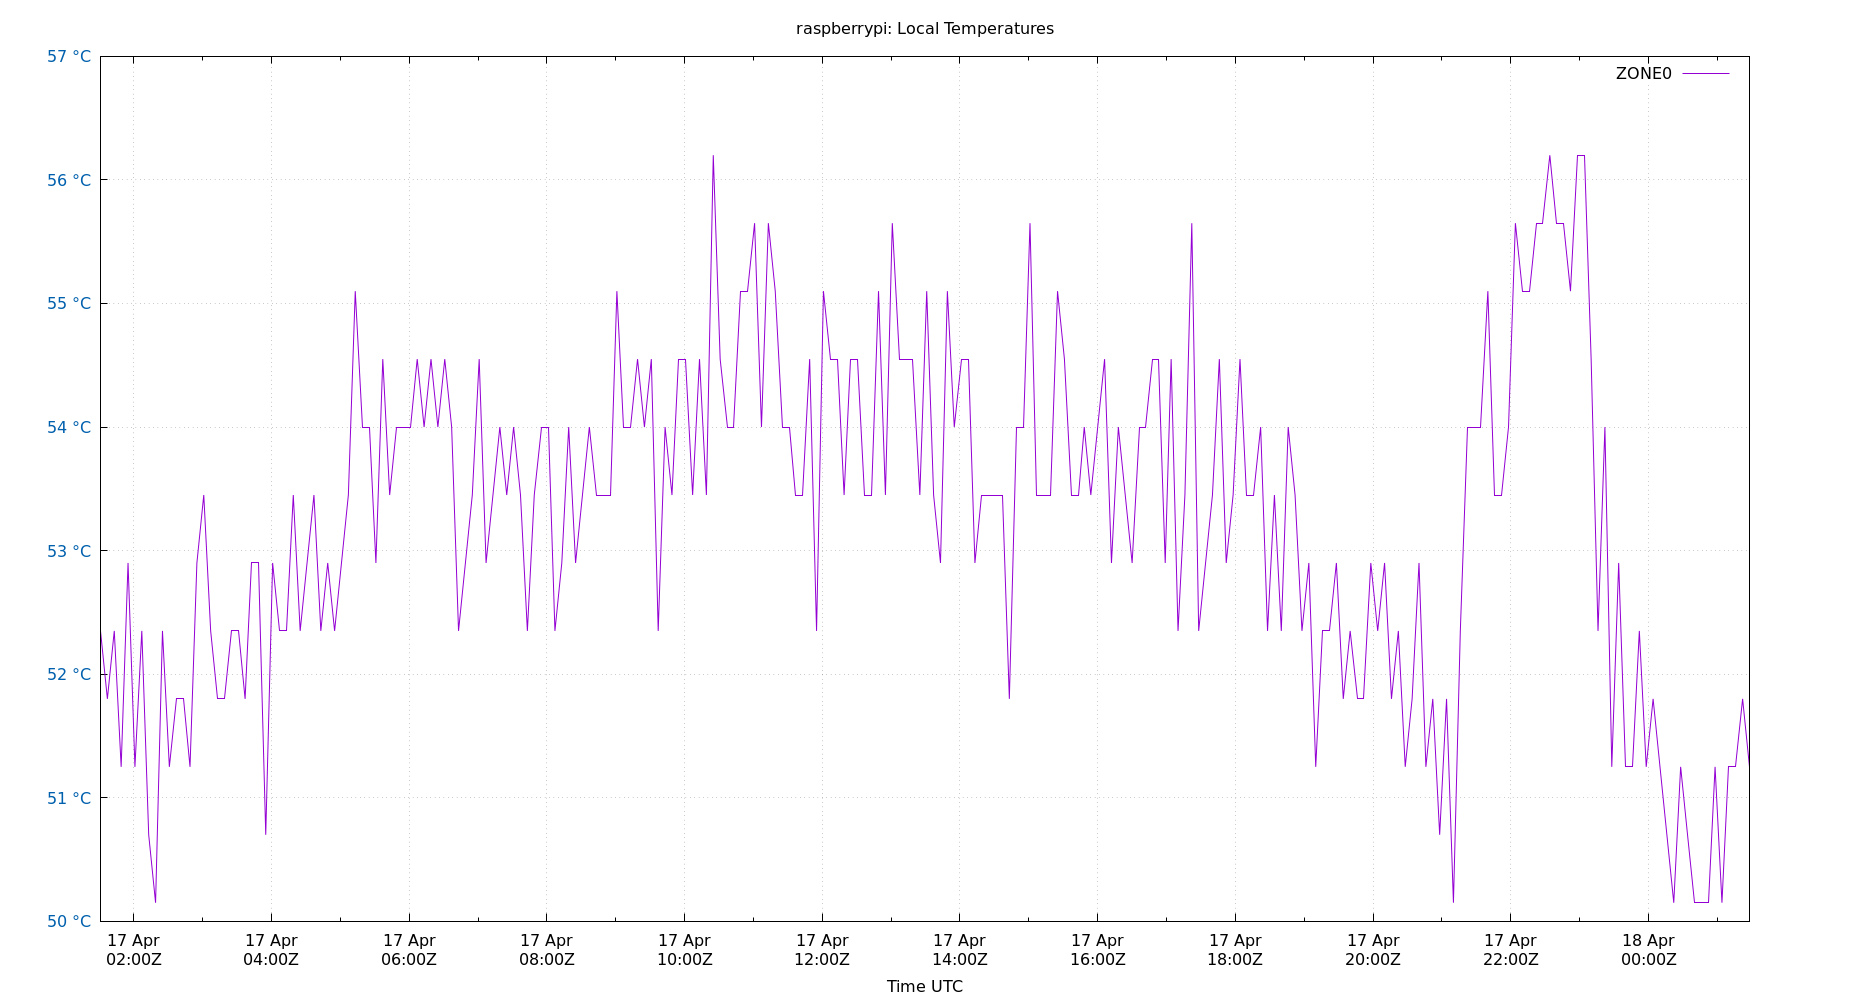 raspberrypi: Local Temperatures
57 °C
ZONE0
56 °C
55 °C
54 °C
53 °C
52 °C
51 °C
50 °C
17 Apr 17 Apr 17 Apr 17 Apr 17 Apr 17 Apr 17 Apr 17 Apr 17 Apr 17 Apr 17 Apr 18 Apr
02:00Z 04:00Z 06:00Z 08:00Z 10:00Z 12:00Z 14:00Z 16:00Z 18:00Z 20:00Z 22:00Z 00:00Z
Time UTC